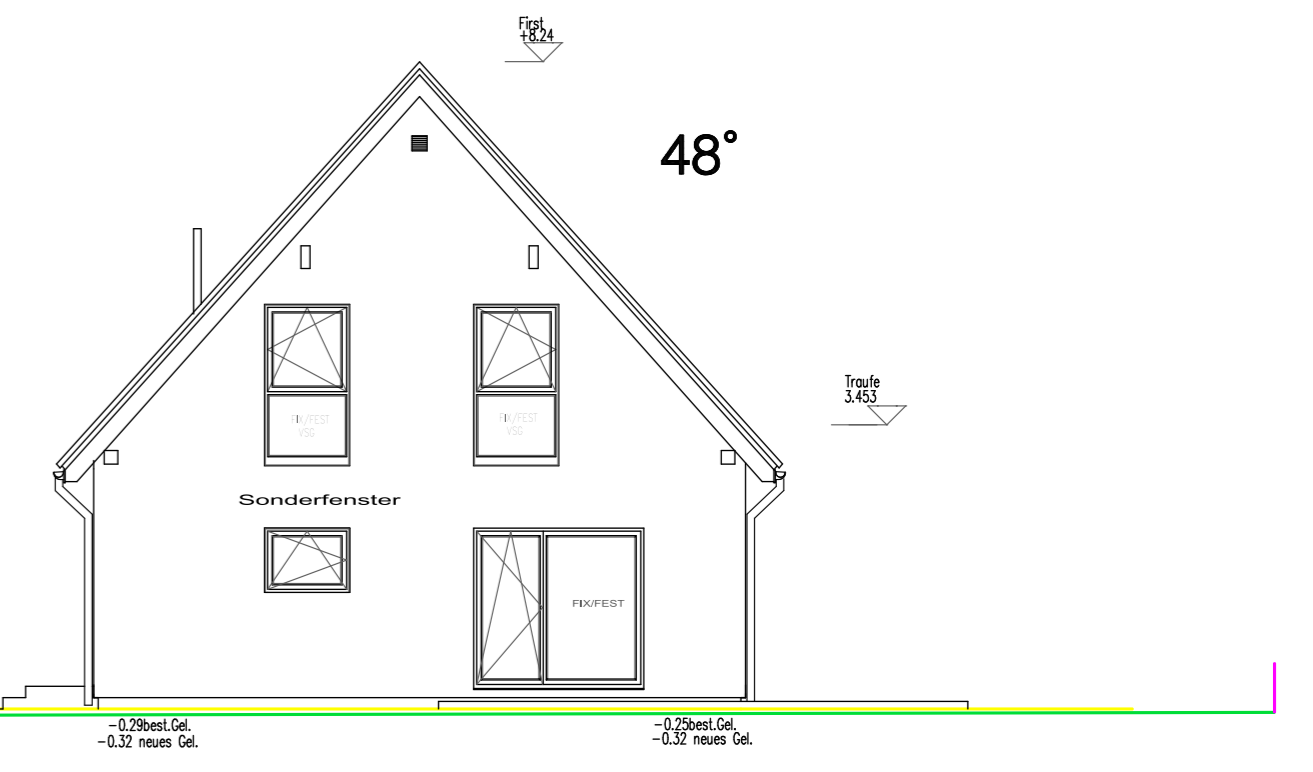 First
+8.24
48°
Traufe
3.453
FIX/FEST
VSG
FIX/FEST
VSG
Sonderfenster
FIX/FEST
-0.29best.Gel.
-0.32 neues Gel.
-0.25best.Gel.
-0.32 neues Gel.